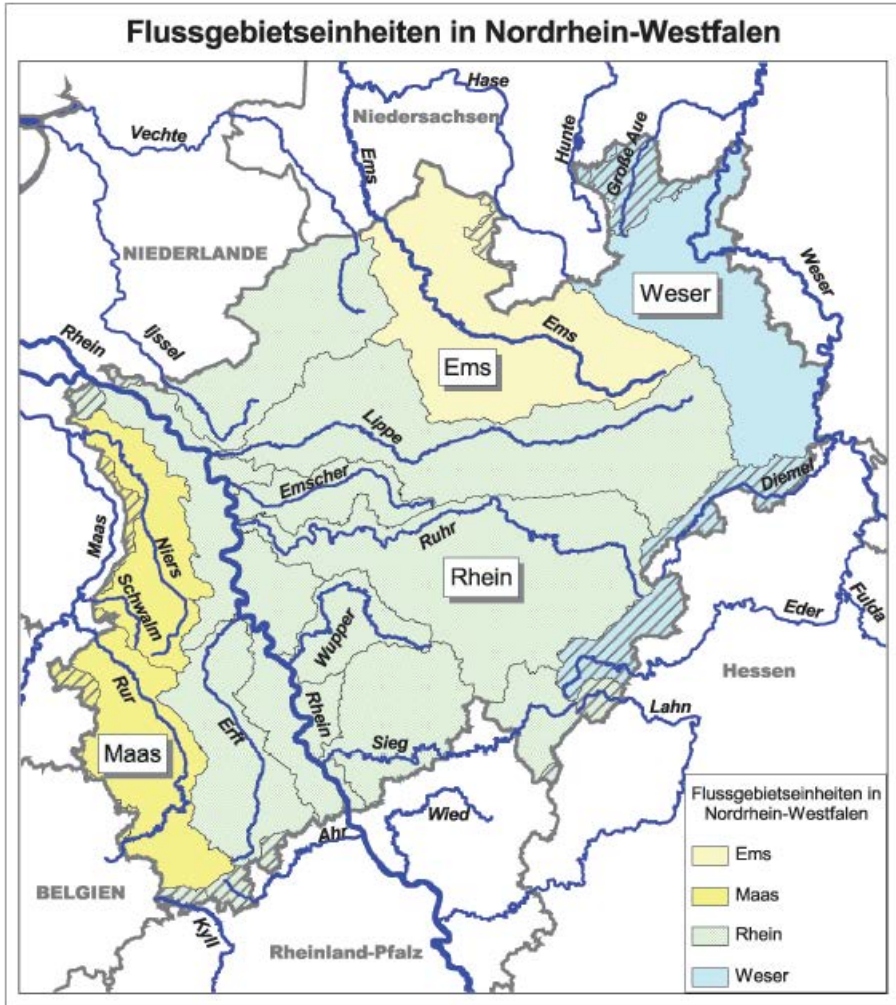 Flussgebietseinheiten in Nordrhein-Westfalen
Hase
Niedersachsen
Vechte
Hunte
Große Aue
Ems
NIEDERLANDE
Weser
Weser
Rhein
Ijssel
Ems
Ems
Lippe
Emscher
Diemel
Maas
Niers
Ruhr
Rhein
Schwalm
Wupper
Eder
Fulda
Hessen
Rur
Rhein
Lahn
Erft
Sieg
Maas
Wied
Ahr
BELGIEN
Kyll
Rheinland-Pfalz
Flussgebietseinheiten in
Nordrhein-Westfalen
Ems
Maas
Rhein
Weser